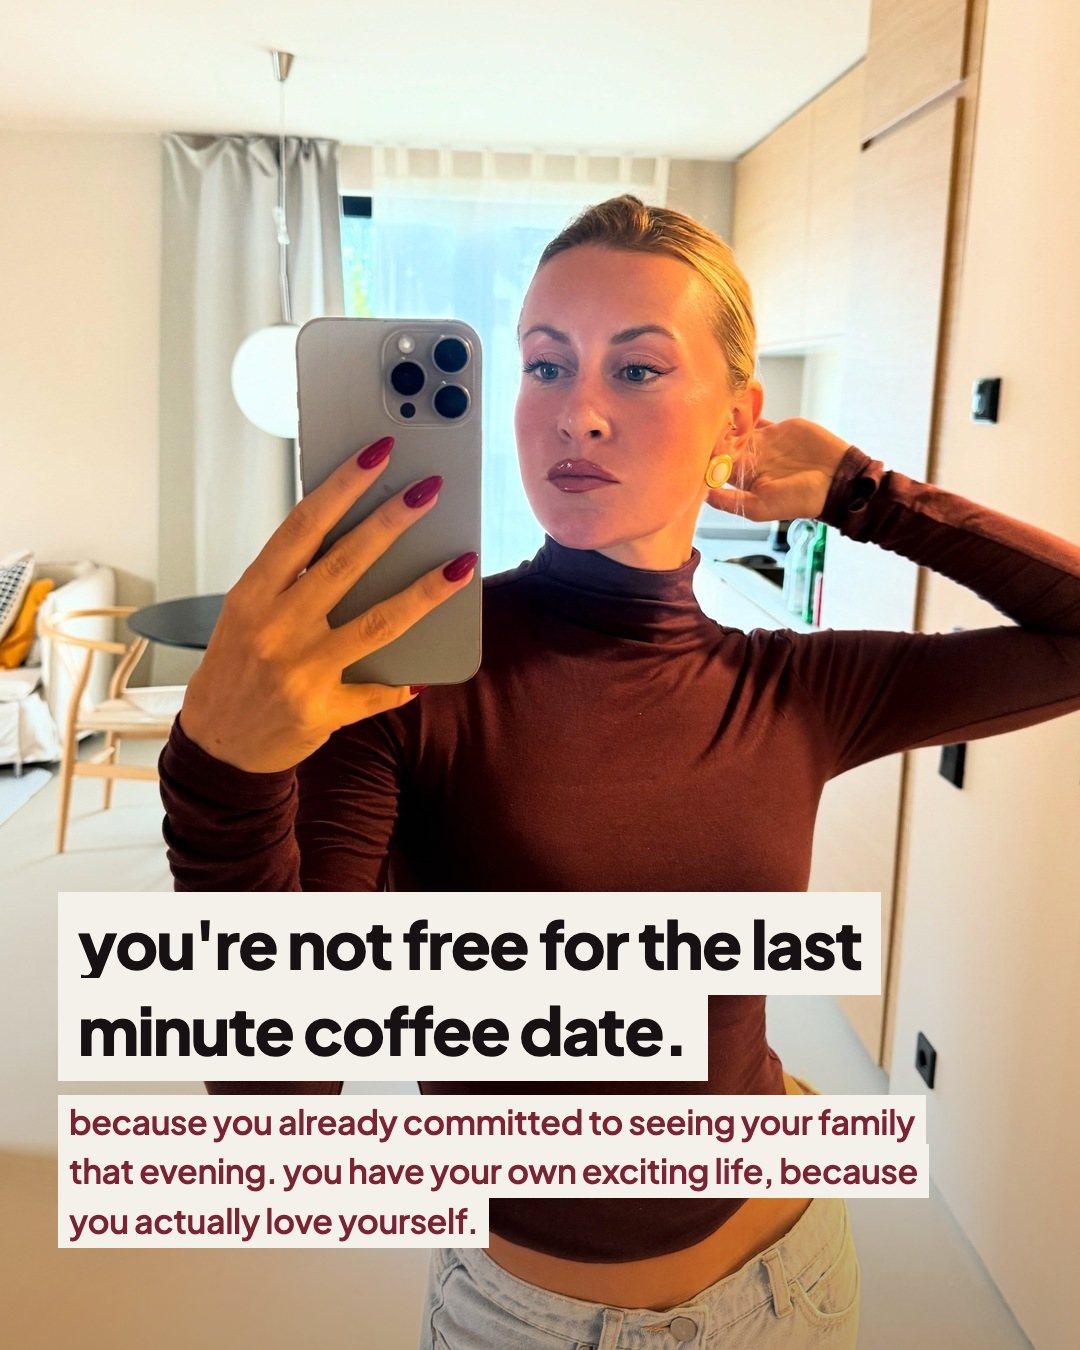 you're not free for the last
minute coffee date.
because you already committed to seeing your family
that evening. you have your own exciting life, because
you actually love yourself.